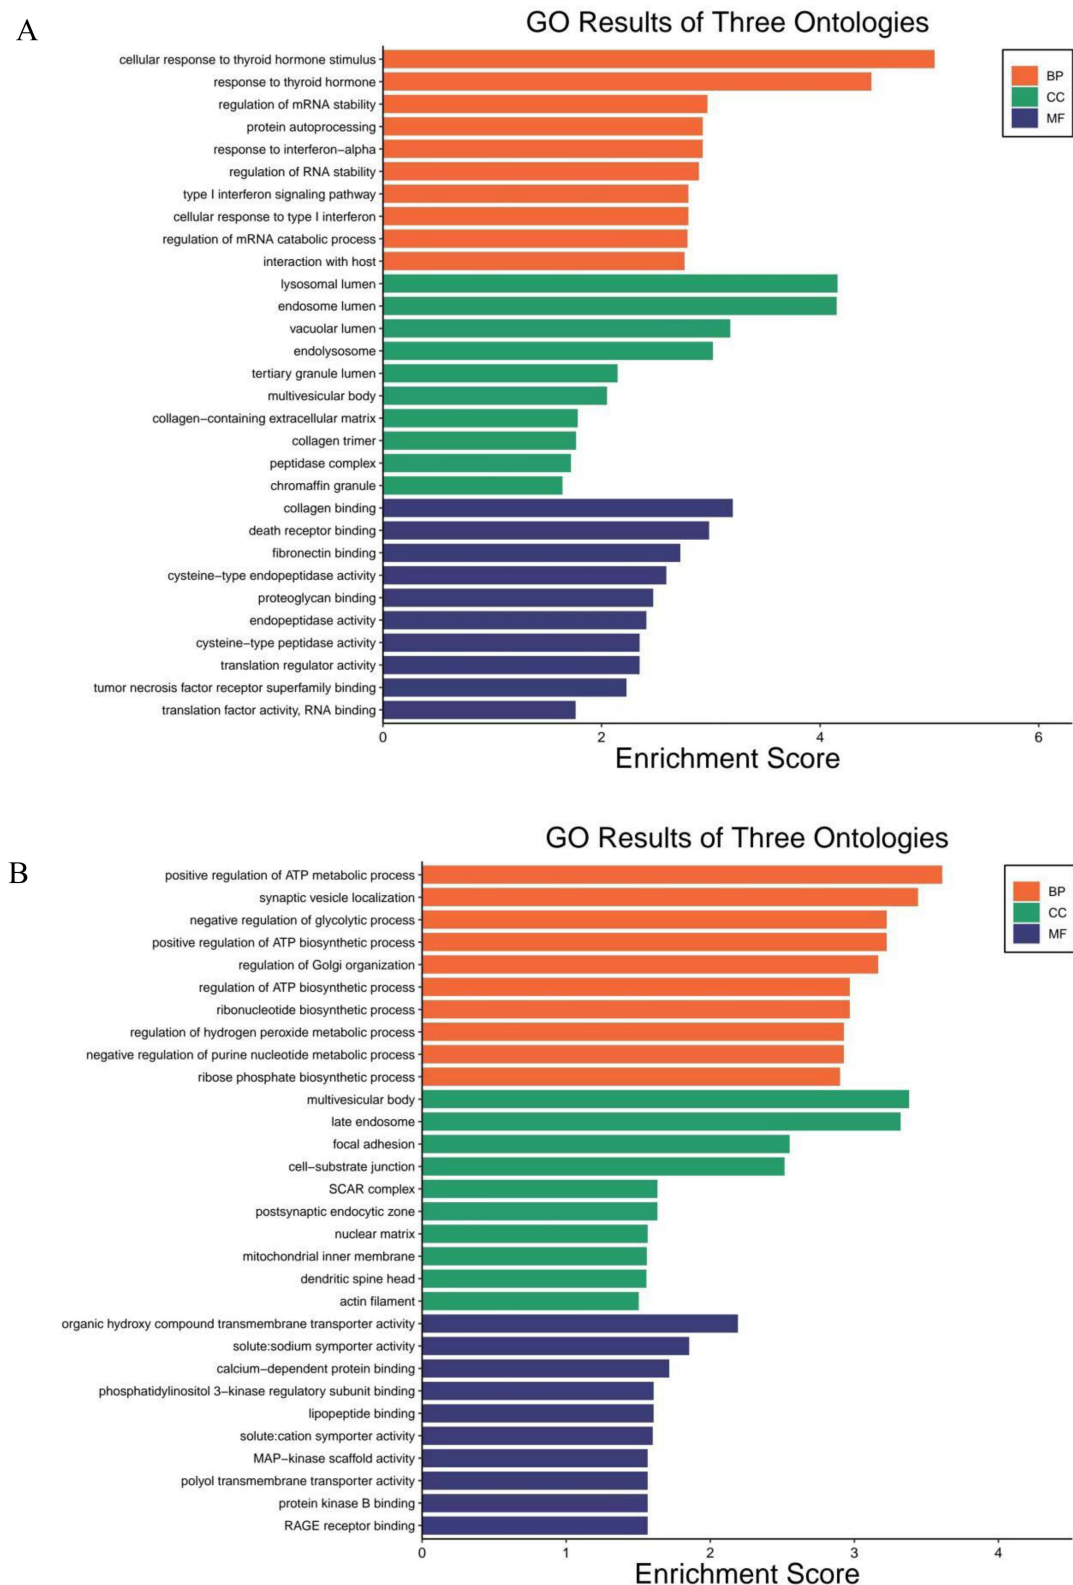 A
GO Results of Three Ontologies
cellular response to thyroid hormone stimulus
response to thyroid hormone
regulation of mRNA stability
protein autoprocessing
response to interferon−alpha
regulation of RNA stability
type I interferon signaling pathway
cellular response to type I interferon
regulation of mRNA catabolic process
interaction with host
lysosomal lumen
endosome lumen
vacuolar lumen
endolysosome
tertiary granule lumen
multivesicular body
collagen−containing extracellular matrix
collagen trimer
peptidase complex
chromaffin granule
collagen binding
death receptor binding
fibronectin binding
cysteine−type endopeptidase activity
proteoglycan binding
endopeptidase activity
cysteine−type peptidase activity
translation regulator activity
tumor necrosis factor receptor superfamily binding
translation factor activity, RNA binding
BP
CC
MF
0 2 4 6
Enrichment Score
B
GO Results of Three Ontologies
positive regulation of ATP metabolic process
synaptic vesicle localization
negative regulation of glycolytic process
positive regulation of ATP biosynthetic process
regulation of Golgi organization
regulation of ATP biosynthetic process
ribonucleotide biosynthetic process
regulation of hydrogen peroxide metabolic process
negative regulation of purine nucleotide metabolic process
ribose phosphate biosynthetic process
multivesicular body
late endosome
focal adhesion
cell−substrate junction
SCAR complex
postsynaptic endocytic zone
nuclear matrix
mitochondrial inner membrane
dendritic spine head
actin filament
organic hydroxy compound transmembrane transporter activity
solute:sodium symporter activity
calcium−dependent protein binding
phosphatidylinositol 3−kinase regulatory subunit binding
lipopeptide binding
solute:cation symporter activity
MAP−kinase scaffold activity
polyol transmembrane transporter activity
protein kinase B binding
RAGE receptor binding
BP
CC
MF
0 1 2 3 4
Enrichment Score